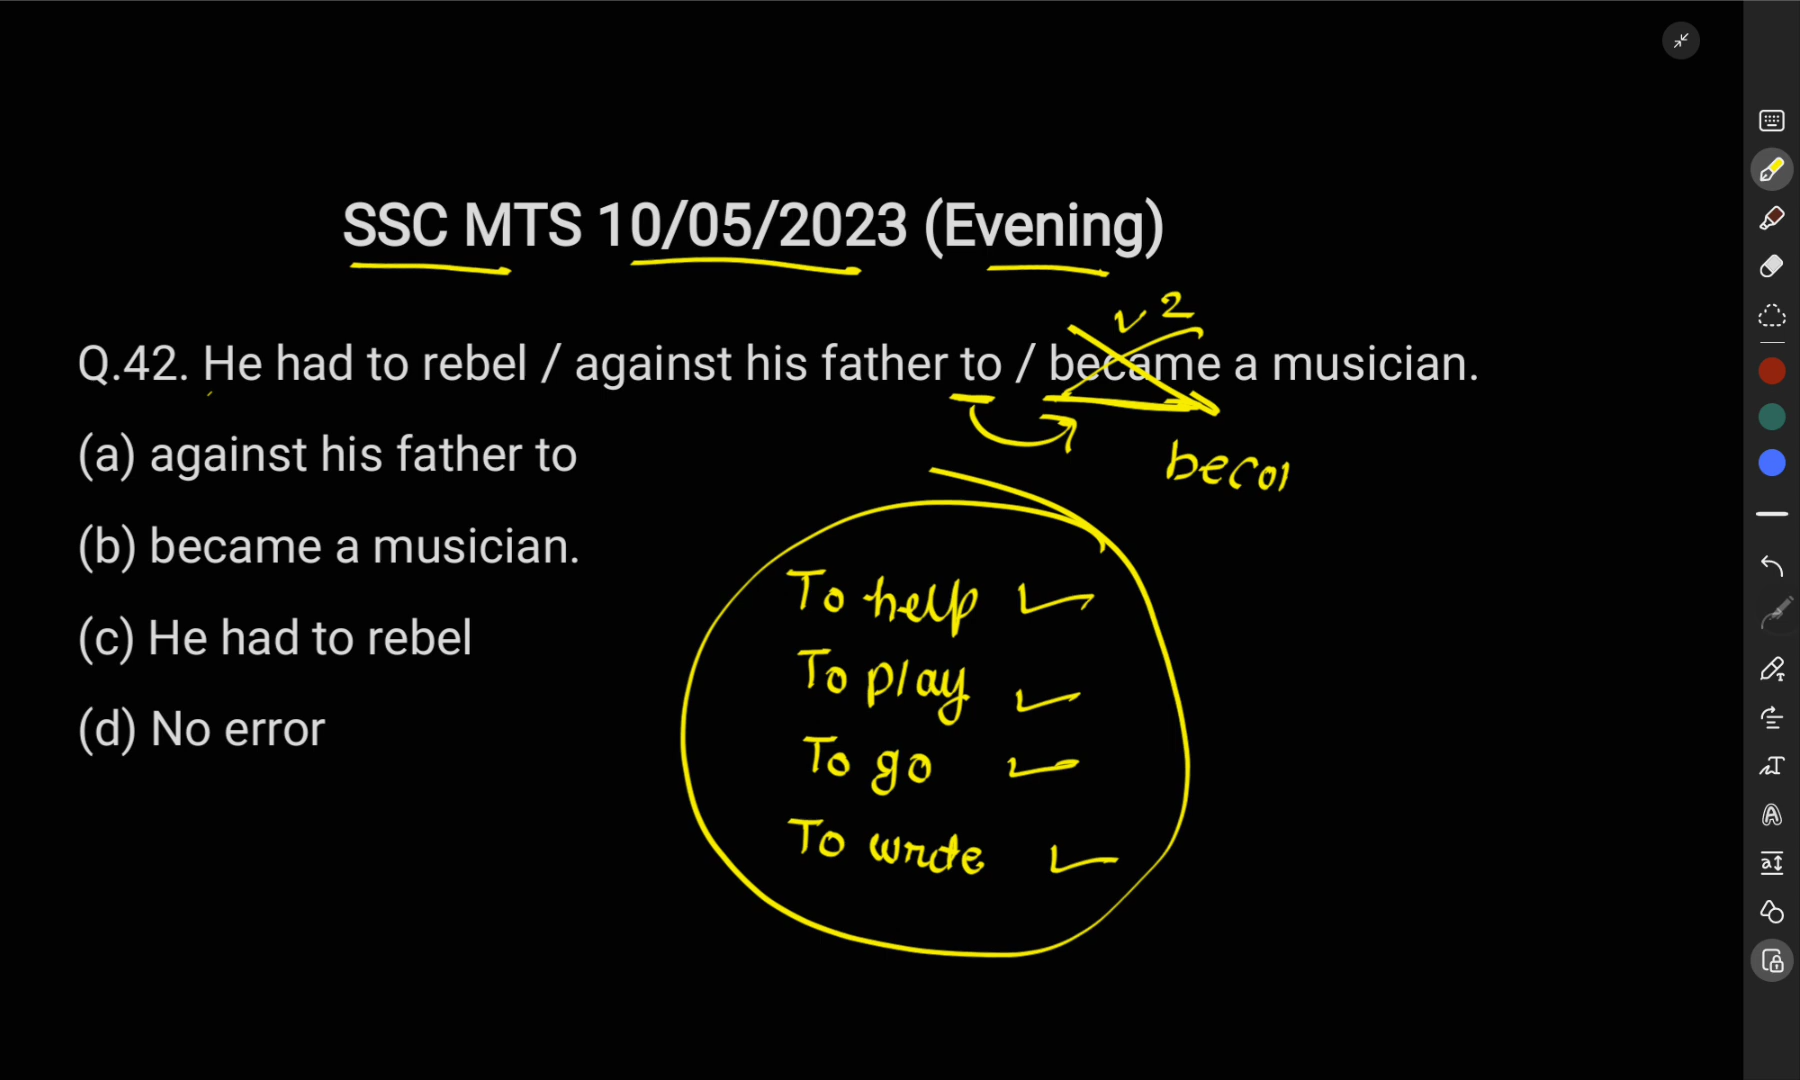 SSC MTS 10/05/2023 (Evening)
v2
Q.42. He had to rebel / against his father to / became a musician.
(a) against his father to
becom
(b) became a musician.
To help
(c) He had to rebel
To play
(d) No error
To go
To write